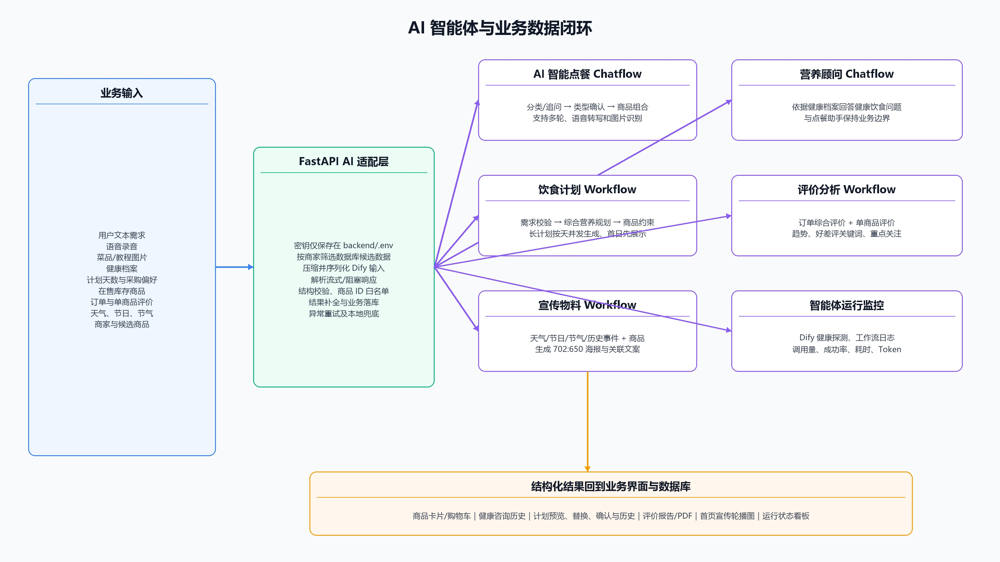 AI 智能体与业务数据闭环
业务输入
用户文本需求
语音录音
菜品/教程图片
健康档案
计划天数与采购偏好
在售库存商品
订单与单商品评价
天气、节日、节气
商家与候选商品
FastAPI AI 适配层
密钥仅保存在 backend/.env
按商家筛选数据库候选数据
压缩并序列化 Dify 输入
解析流式/阻塞响应
结构校验、商品 ID 白名单
结果补全与业务落库
异常重试及本地兜底
AI 智能点餐 Chatflow
分类/追问 → 类型确认 → 商品组合
支持多轮、语音转写和图片识别
营养顾问 Chatflow
依据健康档案回答健康饮食问题
与点餐助手保持业务边界
饮食计划 Workflow
需求校验 → 综合营养规划 → 商品约束
长计划按天并发生成、首日先展示
评价分析 Workflow
订单综合评价 + 单商品评价
趋势、好差评关键词、重点关注
宣传物料 Workflow
天气/节日/节气/历史事件 + 商品
生成 702:650 海报与关联文案
智能体运行监控
Dify 健康探测、工作流日志
调用量、成功率、耗时、Token
结构化结果回到业务界面与数据库
商品卡片/购物车 | 健康咨询历史 | 计划预览、替换、确认与历史 | 评价报告/PDF | 首页宣传轮播图 | 运行状态看板